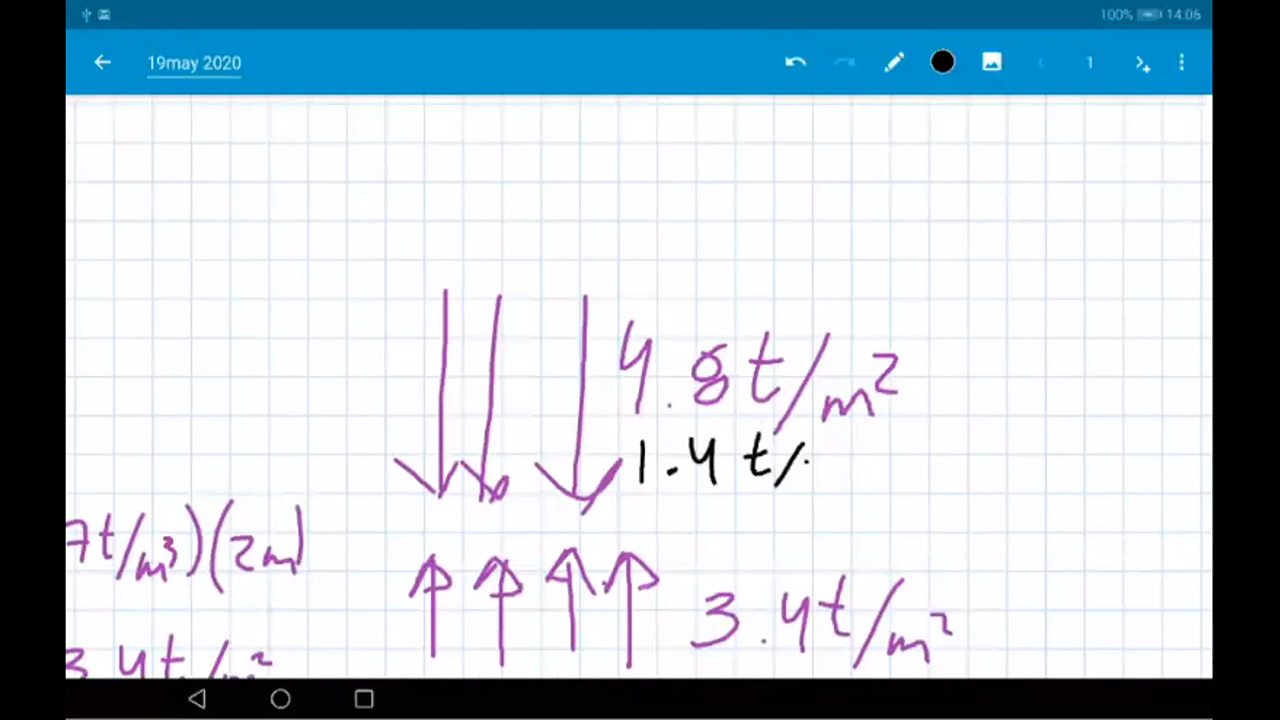 100% 14.06
19may 2020
1
4.8t/m²
1.4 t/
7t/m³)(2m)
3.4t/m²
3.4t/m²